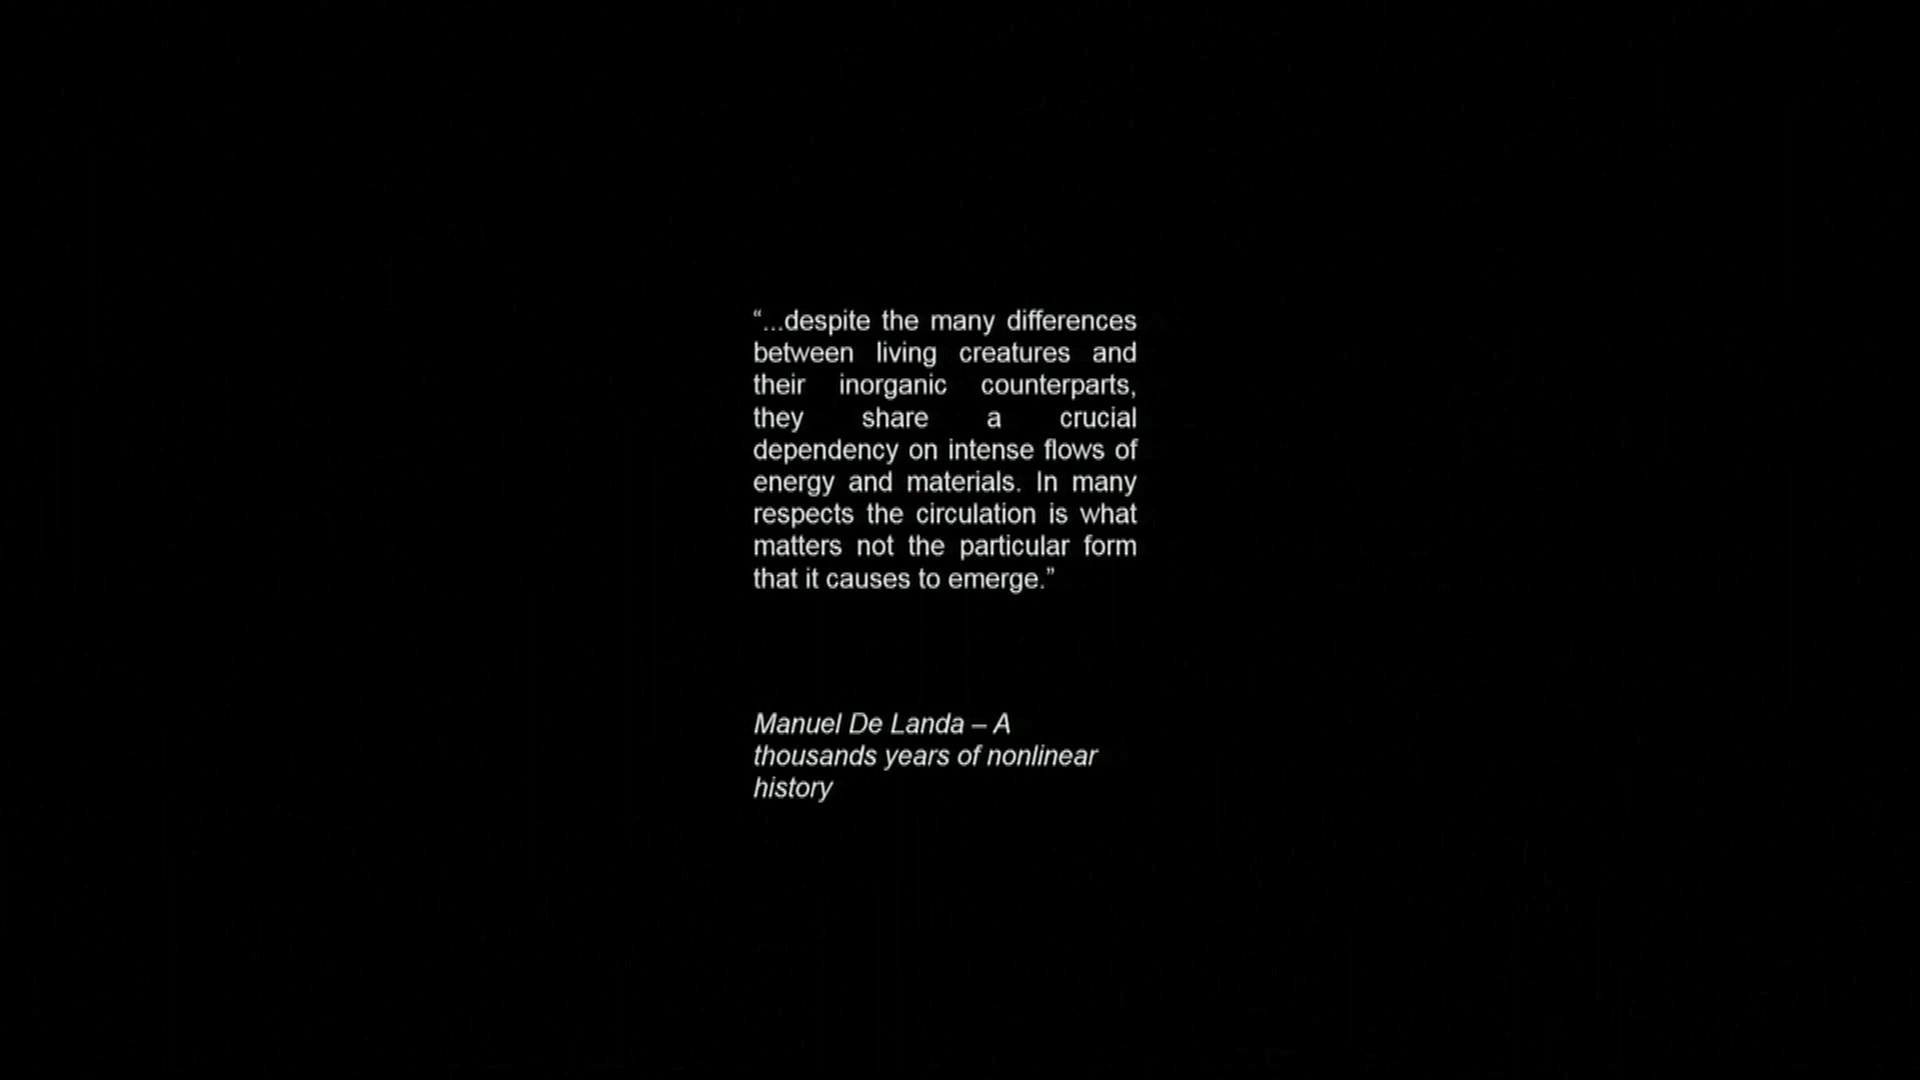 “...despite the many differences
between living creatures and
their inorganic counterparts,
they share a crucial
dependency on intense flows of
energy and materials. In many
respects the circulation is what
matters not the particular form
that it causes to emerge.”
Manuel De Landa – A
thousands years of nonlinear
history